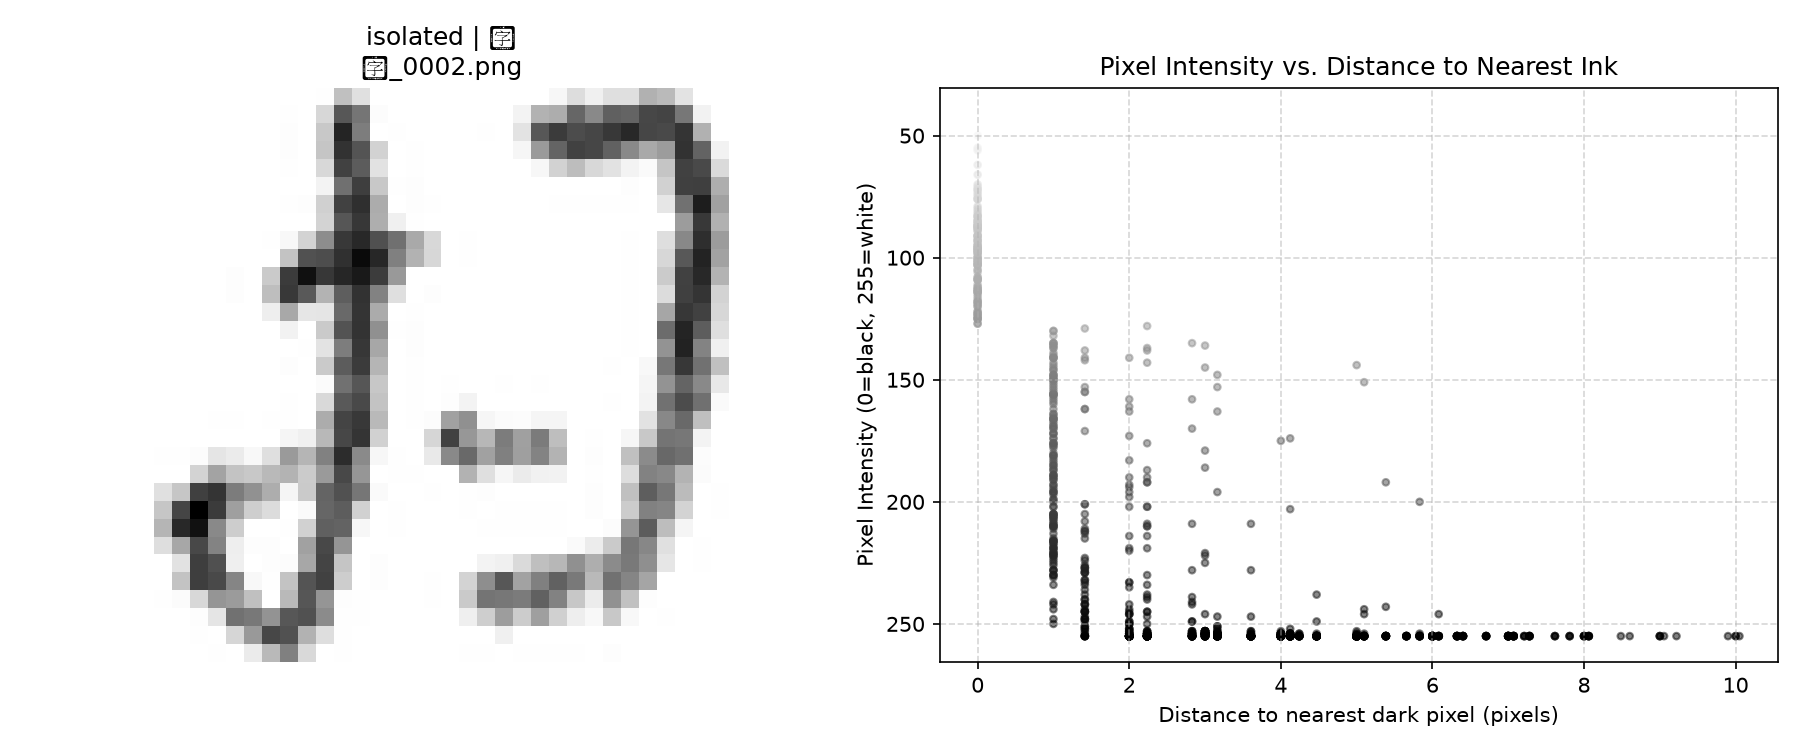 isolated |
_0002.png
Pixel Intensity vs. Distance to Nearest Ink
Pixel Intensity (0=black, 255=white)
50
100
150
200
250
0 2 4 6 8 10
Distance to nearest dark pixel (pixels)